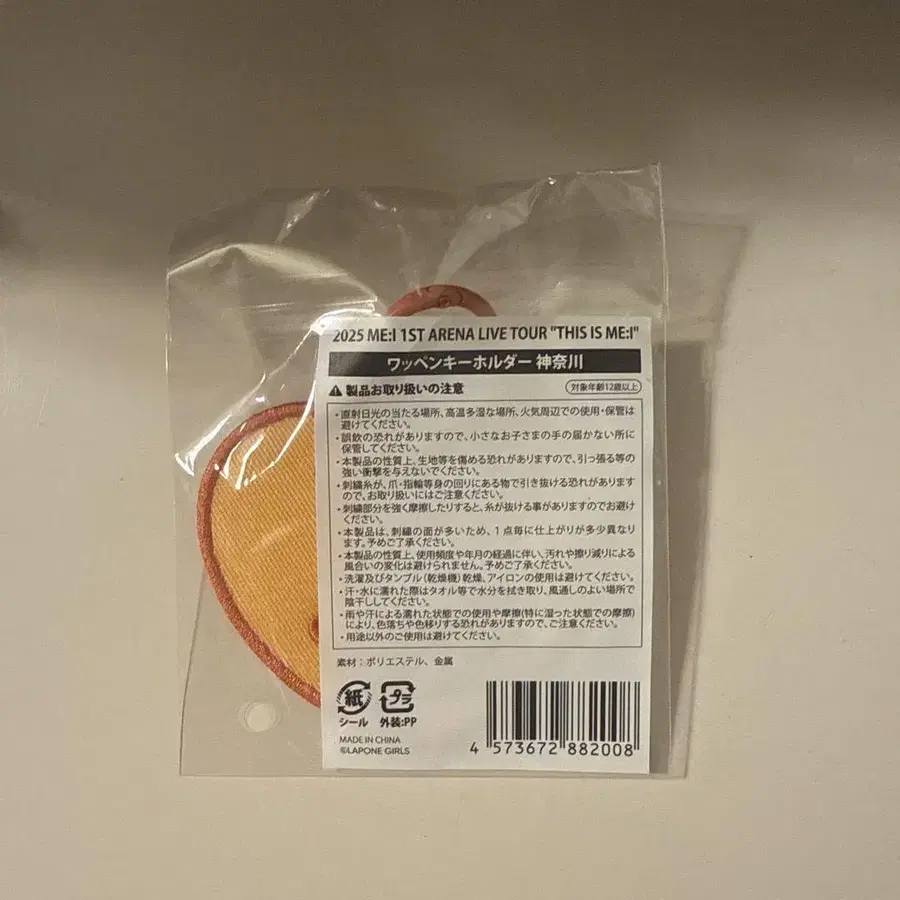 2025 ME:I 1ST ARENA LIVE TOUR "THIS IS ME:I"
ワッペンキーホルダー 神奈川
製品お取り扱いの注意
対象年齢12歳以上
・直射日光の当たる場所、高温多湿な場所、火気周辺での使用・保管は
避けてください。
・誤飲の恐れがありますので、小さなお子さまの手の届かない所に
保管してください。
・本製品の性質上、生地等を傷める恐れがありますので、引っ張る等の
強い衝撃を与えないでください。
・刺繍糸が、爪・指輪等身の回りにある物で引き抜ける恐れがあります
ので、お取り扱いにはご注意ください。
・刺繍部分を強く摩擦したりすると、糸が抜ける事がありますのでお避け
ください。
・本製品は、刺繍の面が多いため、1点毎に仕上がりが多少異なり
ます。予めご了承ください。
・本製品の性質上、使用頻度や年月の経過に伴い、汚れや擦り減りによる
風合いの変化は避けられません。予めご了承ください。
・洗濯及びタンブル(乾燥機)乾燥、アイロンの使用は避けてください。
・汗・水に濡れた際はタオル等で水分を拭き取り、風通しのよい場所で
陰干ししてください。
・雨や汗による濡れた状態での使用や摩擦(特に湿った状態での摩擦)
により、色落ちや色移りする恐れがありますので、ご注意ください。
・用途以外のご使用は避けてください。
素材：ポリエステル、金属
紙 プラ
シール 外装:PP
MADE IN CHINA
©LAPONE GIRLS
4 573672 882008